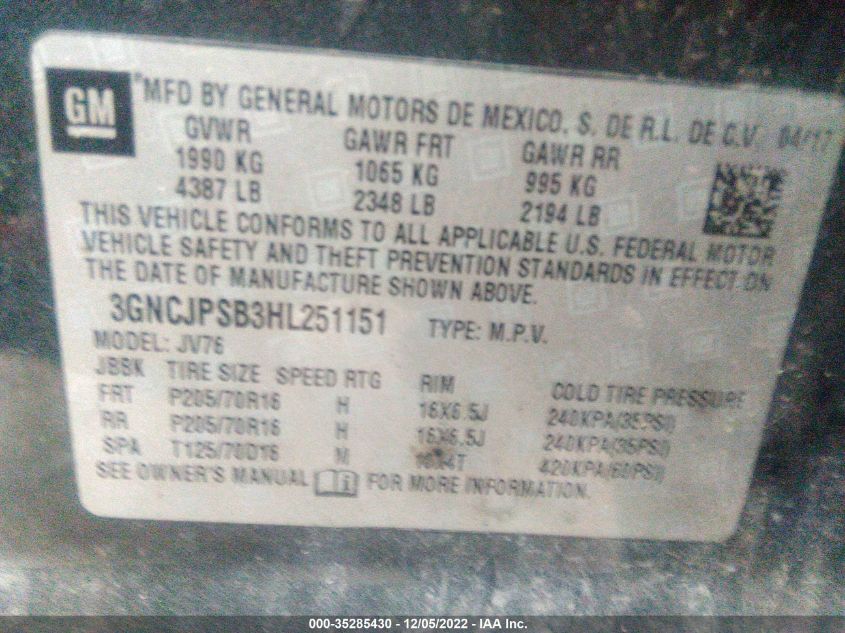 GM
*MFD BY GENERAL MOTORS DE MEXICO, S. DE R.L. DE C.V. 04/17
GVWR GAWR FRT GAWR RR
1990 KG 1065 KG 995 KG
4387 LB 2348 LB 2194 LB
THIS VEHICLE CONFORMS TO ALL APPLICABLE U.S. FEDERAL MOTOR
VEHICLE SAFETY AND THEFT PREVENTION STANDARDS IN EFFECT ON
THE DATE OF MANUFACTURE SHOWN ABOVE.
3GNCJPSB3HL251151 TYPE: M.P.V.
MODEL: JV76
JBBK TIRE SIZE SPEED RTG RIM COLD TIRE PRESSURE
FRT P205/70R16 H 16X6.5J 240KPA(35PSI)
RR P205/70R16 H 16X6.5J 240KPA(35PSI)
SPA T125/70D16 M 420KPA(60PSI)
SEE OWNER'S MANUAL FOR MORE INFORMATION.
000-35285430 - 12/05/2022 - IAA Inc.